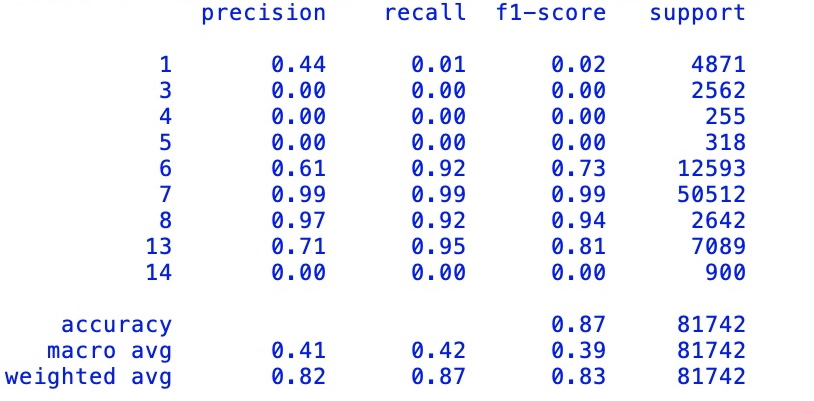 precision recall f1-score support
1 0.44 0.01 0.02 4871
3 0.00 0.00 0.00 2562
4 0.00 0.00 0.00 255
5 0.00 0.00 0.00 318
6 0.61 0.92 0.73 12593
7 0.99 0.99 0.99 50512
8 0.97 0.92 0.94 2642
13 0.71 0.95 0.81 7089
14 0.00 0.00 0.00 900
accuracy 0.87 81742
macro avg 0.41 0.42 0.39 81742
weighted avg 0.82 0.87 0.83 81742